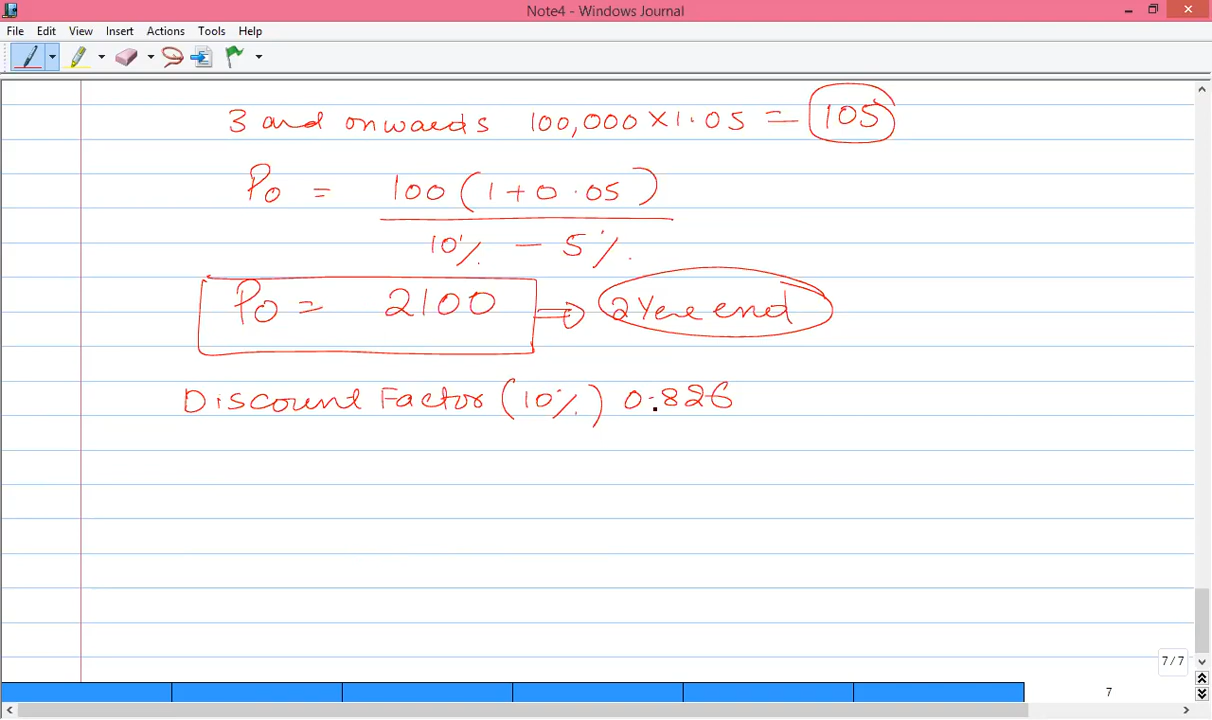 Note4 - Windows Journal
File Edit View Insert Actions Tools Help
3 and onwards 100,000 × 1.05 = 105
P0 = 100 (1 + 0.05)
10% - 5%
P0 = 2100 ⇒ 2 Year end
Discount Factor (10%) 0.826
7 / 7
7